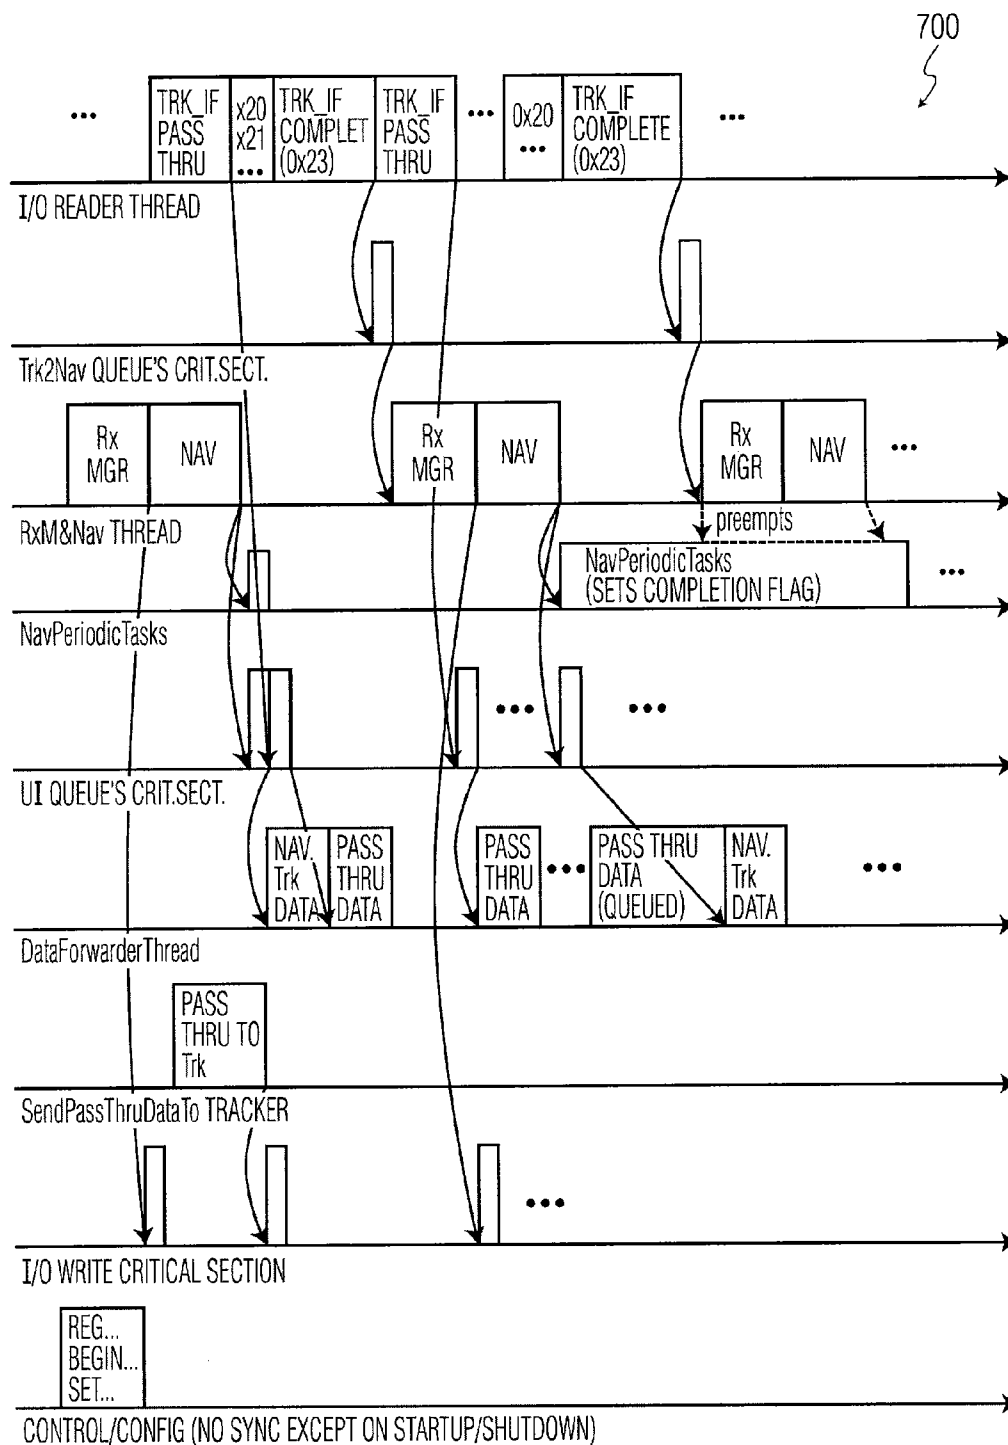 700
... TRK_IF PASS THRU x20 x21 ... TRK_IF COMPLET (0x23) TRK_IF PASS THRU ... 0x20 ... TRK_IF COMPLETE (0x23) ...
I/O READER THREAD
Trk2Nav QUEUE'S CRIT.SECT.
Rx MGR NAV Rx MGR NAV Rx MGR NAV ...
RxM&Nav THREAD
preempts
NavPeriodicTasks
(SETS COMPLETION FLAG)
...
NavPeriodicTasks
... ...
UI QUEUE'S CRIT.SECT.
NAV. Trk DATA PASS THRU DATA PASS THRU DATA ... PASS THRU DATA (QUEUED) NAV. Trk DATA ...
DataForwarderThread
PASS
THRU TO
Trk
SendPassThruDataTo TRACKER
...
I/O WRITE CRITICAL SECTION
REG...
BEGIN...
SET...
CONTROL/CONFIG (NO SYNC EXCEPT ON STARTUP/SHUTDOWN)